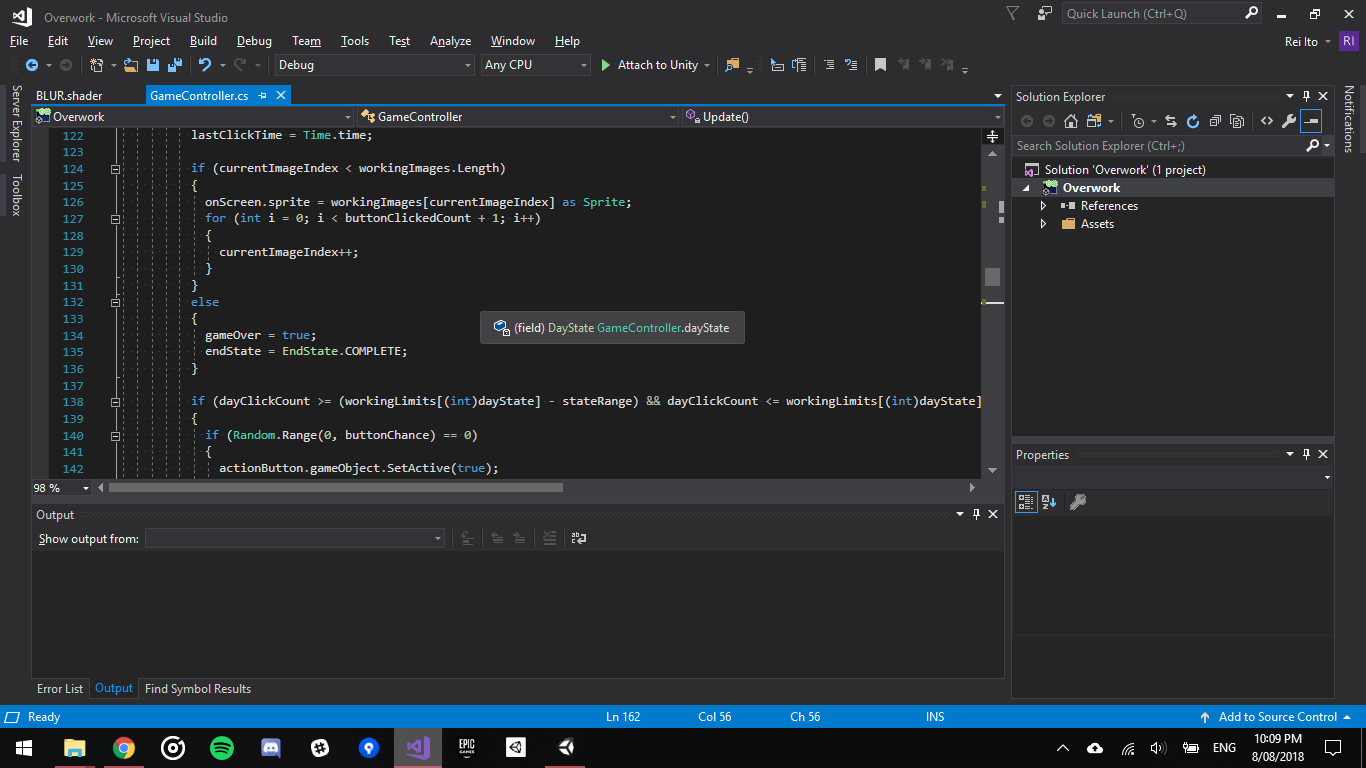 Overwork - Microsoft Visual Studio
Quick Launch (Ctrl+Q)
File Edit View Project Build Debug Team Tools Test Analyze Window Help
Rei Ito RI
Debug Any CPU Attach to Unity
Server Explorer
Toolbox
BLUR.shader GameController.cs
Overwork GameController Update()
122 lastClickTime = Time.time;
123
124 if (currentImageIndex < workingImages.Length)
125 {
126 onScreen.sprite = workingImages[currentImageIndex] as Sprite;
127 for (int i = 0; i < buttonClickedCount + 1; i++)
128 {
129 currentImageIndex++;
130 }
131 }
132 else
133 {
134 gameOver = true;
135 endState = EndState.COMPLETE;
136 }
137
138 if (dayClickCount >= (workingLimits[(int)dayState] - stateRange) && dayClickCount <= workingLimits[(int)dayState]
139 {
140 if (Random.Range(0, buttonChance) == 0)
141 {
142 actionButton.gameObject.SetActive(true);
(field) DayState GameController.dayState
98 %
Output
Show output from:
Error List Output Find Symbol Results
Solution Explorer
Search Solution Explorer (Ctrl+;)
Solution 'Overwork' (1 project)
Overwork
References
Assets
Properties
Notifications
Ready Ln 162 Col 56 Ch 56 INS Add to Source Control
EPIC GAMES
ENG
10:09 PM
8/08/2018